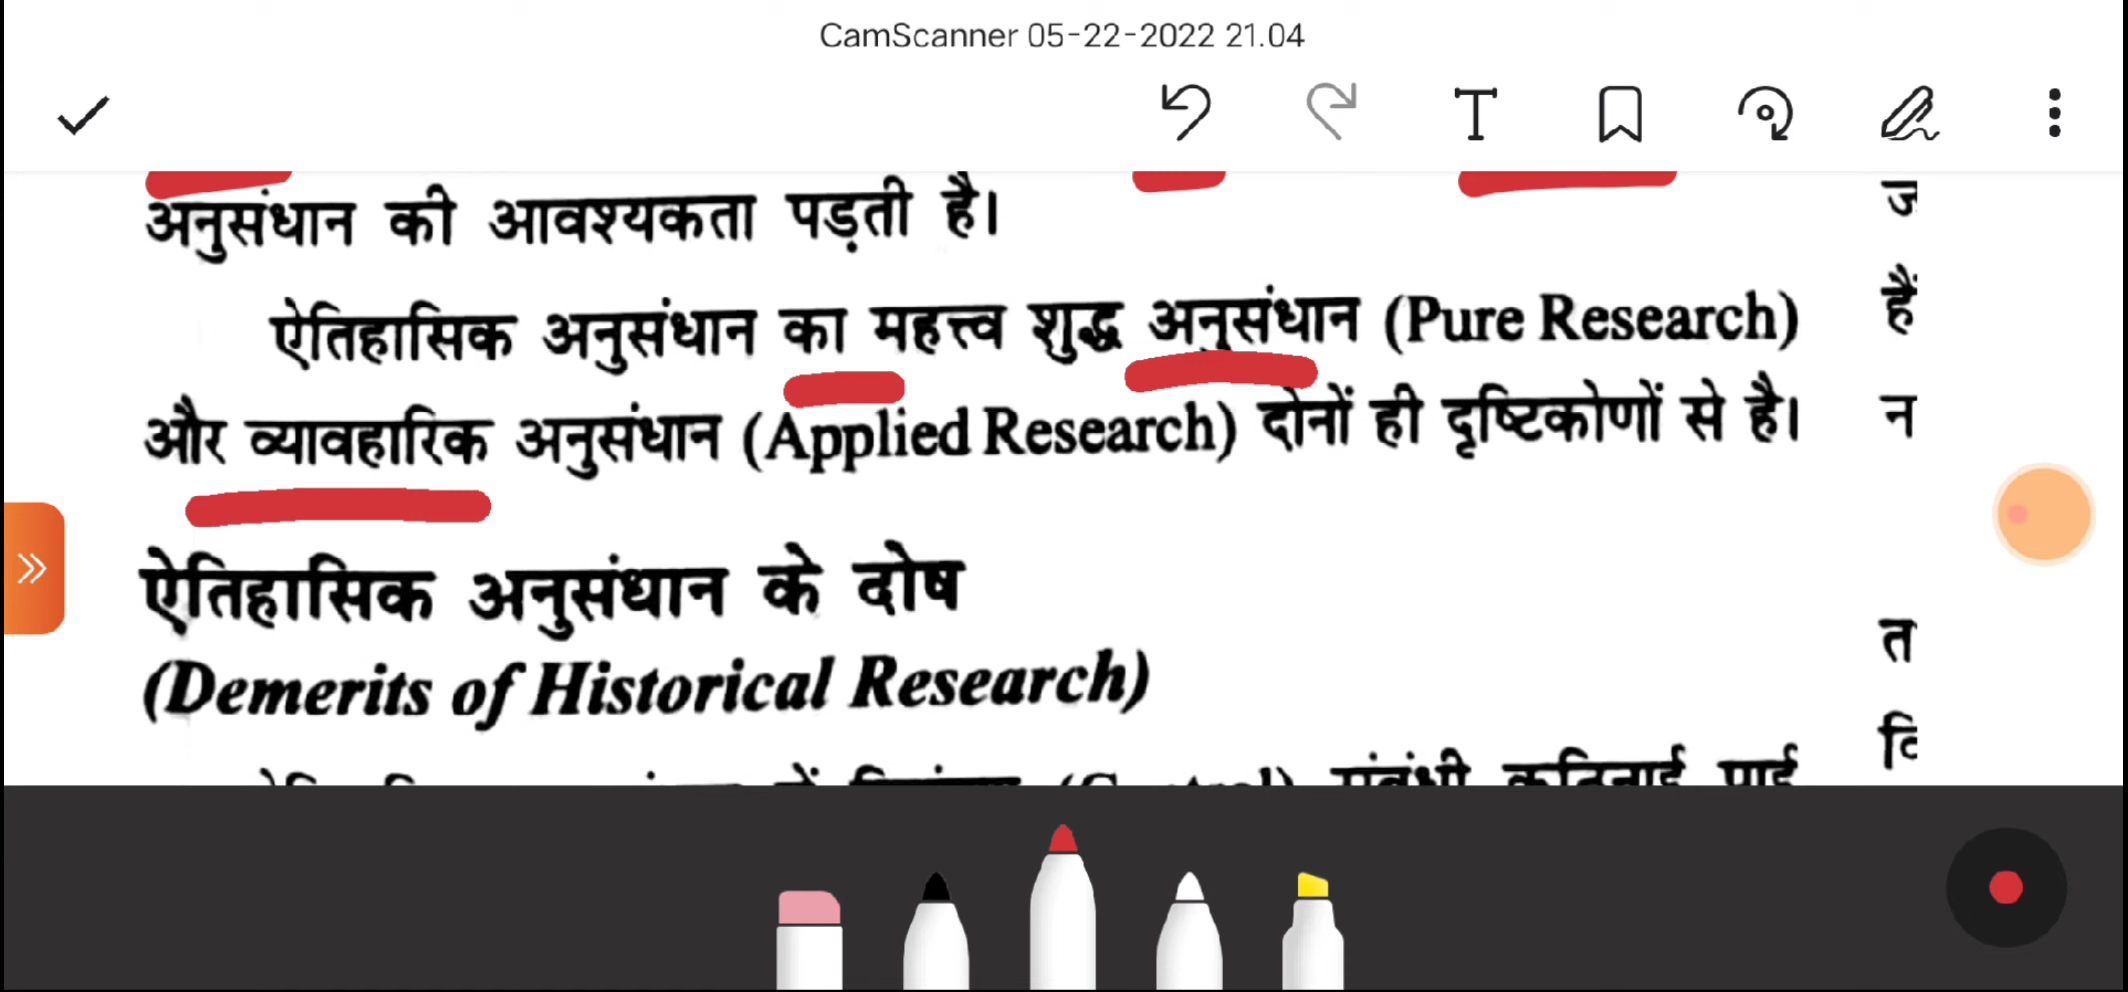 CamScanner 05-22-2022 21.04
T
अनुसंधान की आवश्यकता पड़ती है।
ऐतिहासिक अनुसंधान का महत्त्व शुद्ध अनुसंधान (Pure Research)
और व्यावहारिक अनुसंधान (Applied Research) दोनों ही दृष्टिकोणों से है।
ऐतिहासिक अनुसंधान के दोष
(Demerits of Historical Research)
संबंधी कठिनाई पाई
हैं
न